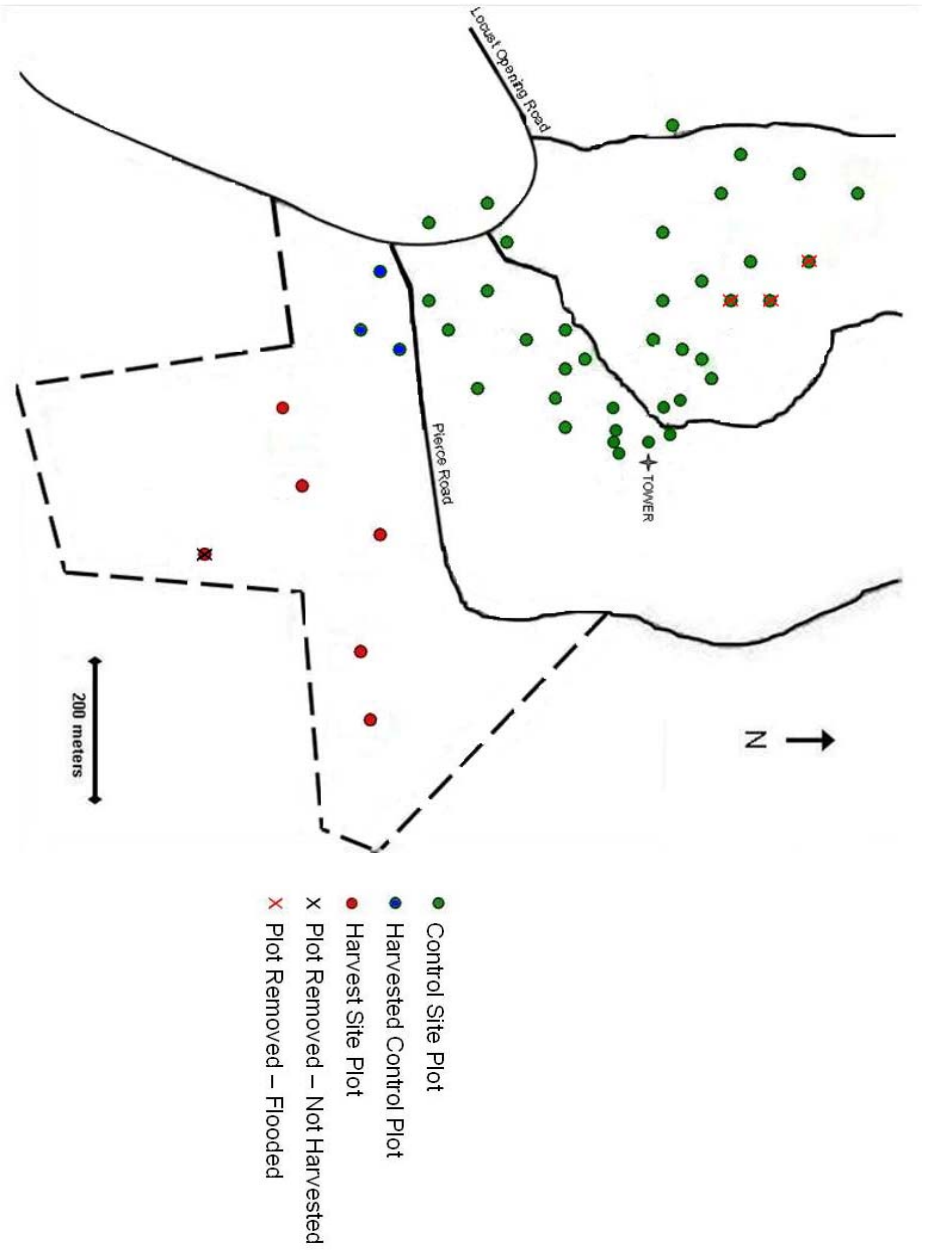 Locust Opening Road
Pierce Road
TOWER
N
200 meters
Control Site Plot
Harvested Control Plot
Harvest Site Plot
X Plot Removed – Not Harvested
X Plot Removed – Flooded